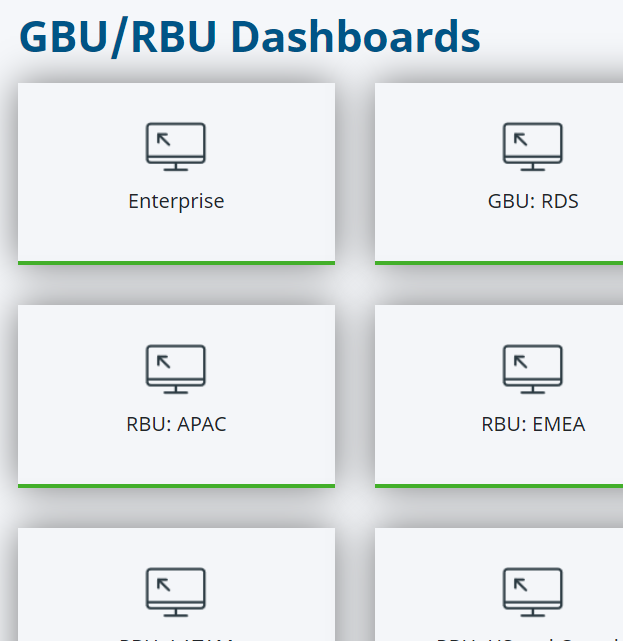 GBU/RBU Dashboards
Enterprise
GBU: RDS
RBU: APAC
RBU: EMEA